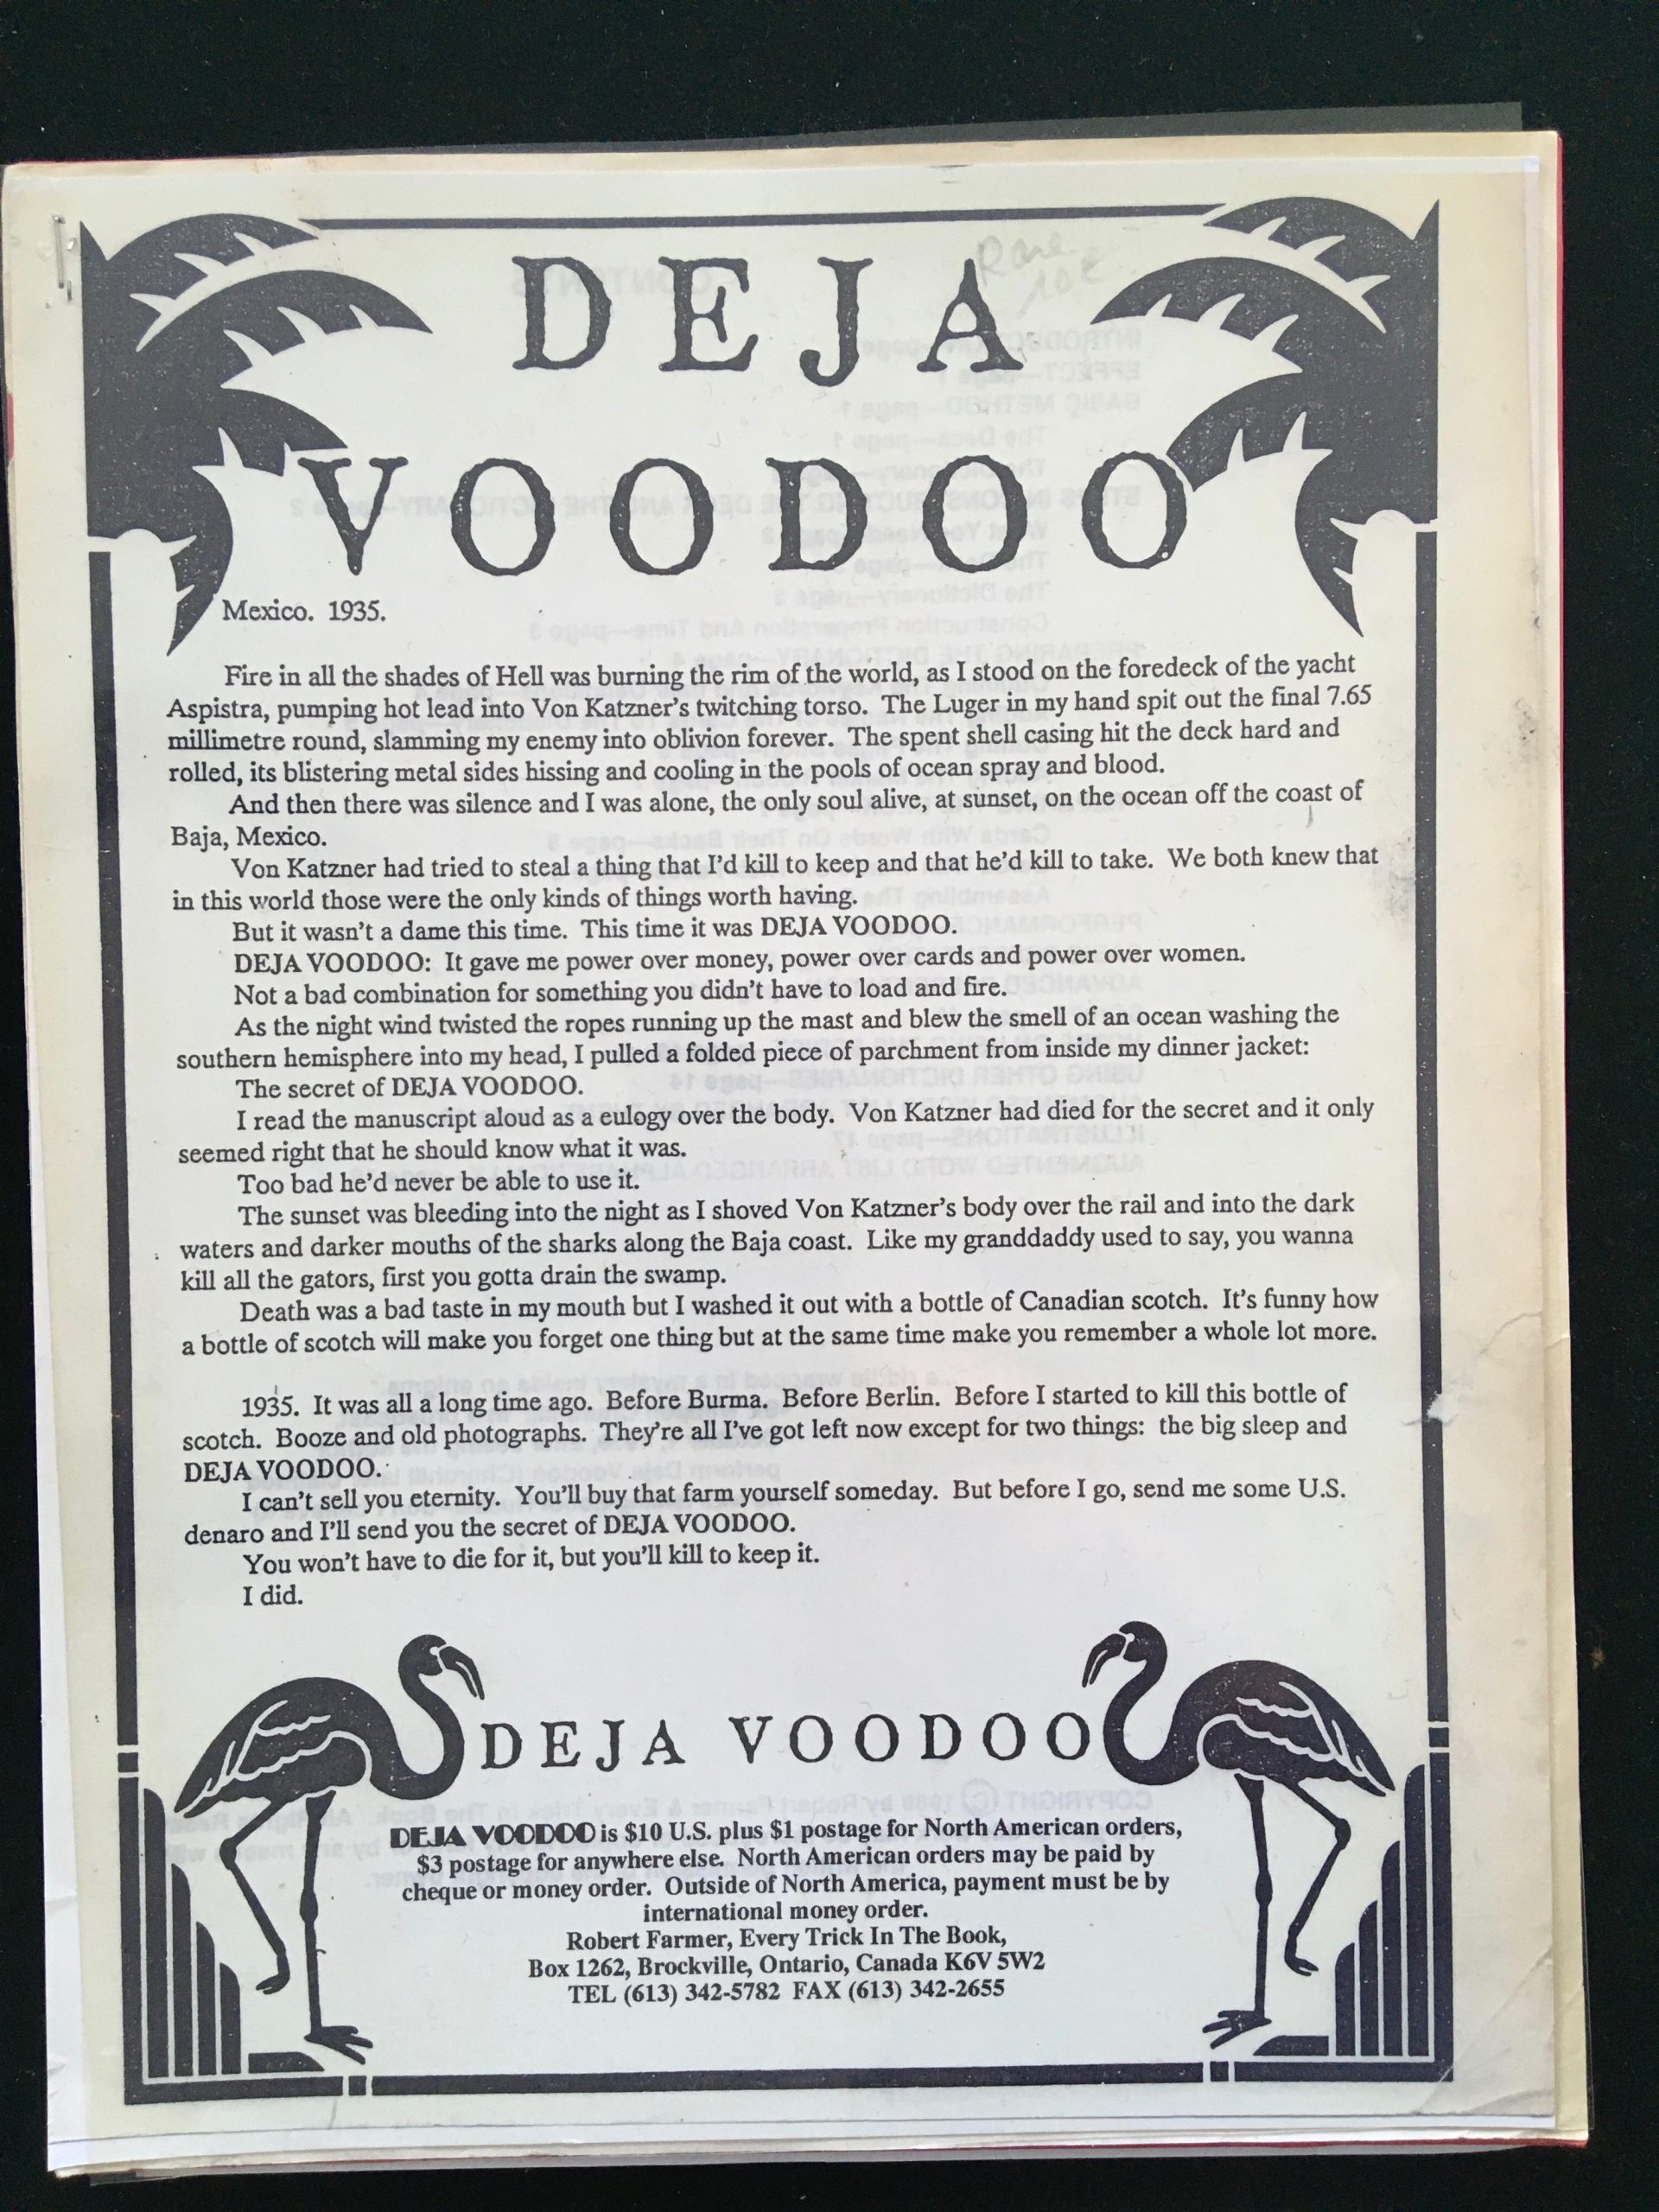 DEJA
Rare
10£
VOODOO
Mexico. 1935.
Fire in all the shades of Hell was burning the rim of the world, as I stood on the foredeck of the yacht
Aspistra, pumping hot lead into Von Katzner's twitching torso. The Luger in my hand spit out the final 7.65
millimetre round, slamming my enemy into oblivion forever. The spent shell casing hit the deck hard and
rolled, its blistering metal sides hissing and cooling in the pools of ocean spray and blood.
And then there was silence and I was alone, the only soul alive, at sunset, on the ocean off the coast of
Baja, Mexico.
Von Katzner had tried to steal a thing that I'd kill to keep and that he'd kill to take. We both knew that
in this world those were the only kinds of things worth having.
But it wasn't a dame this time. This time it was DEJA VOODOO.
DEJA VOODOO: It gave me power over money, power over cards and power over women.
Not a bad combination for something you didn't have to load and fire.
As the night wind twisted the ropes running up the mast and blew the smell of an ocean washing the
southern hemisphere into my head, I pulled a folded piece of parchment from inside my dinner jacket:
The secret of DEJA VOODOO.
I read the manuscript aloud as a eulogy over the body. Von Katzner had died for the secret and it only
seemed right that he should know what it was.
Too bad he'd never be able to use it.
The sunset was bleeding into the night as I shoved Von Katzner's body over the rail and into the dark
waters and darker mouths of the sharks along the Baja coast. Like my granddaddy used to say, you wanna
kill all the gators, first you gotta drain the swamp.
Death was a bad taste in my mouth but I washed it out with a bottle of Canadian scotch. It's funny how
a bottle of scotch will make you forget one thing but at the same time make you remember a whole lot more.
1935. It was all a long time ago. Before Burma. Before Berlin. Before I started to kill this bottle of
scotch. Booze and old photographs. They're all I've got left now except for two things: the big sleep and
DEJA VOODOO.
I can't sell you eternity. You'll buy that farm yourself someday. But before I go, send me some U.S.
denaro and I'll send you the secret of DEJA VOODOO.
You won't have to die for it, but you'll kill to keep it.
I did.
DEJA VOODOO
DEJA VOODOO is $10 U.S. plus $1 postage for North American orders,
$3 postage for anywhere else. North American orders may be paid by
cheque or money order. Outside of North America, payment must be by
international money order.
Robert Farmer, Every Trick In The Book,
Box 1262, Brockville, Ontario, Canada K6V 5W2
TEL (613) 342-5782 FAX (613) 342-2655